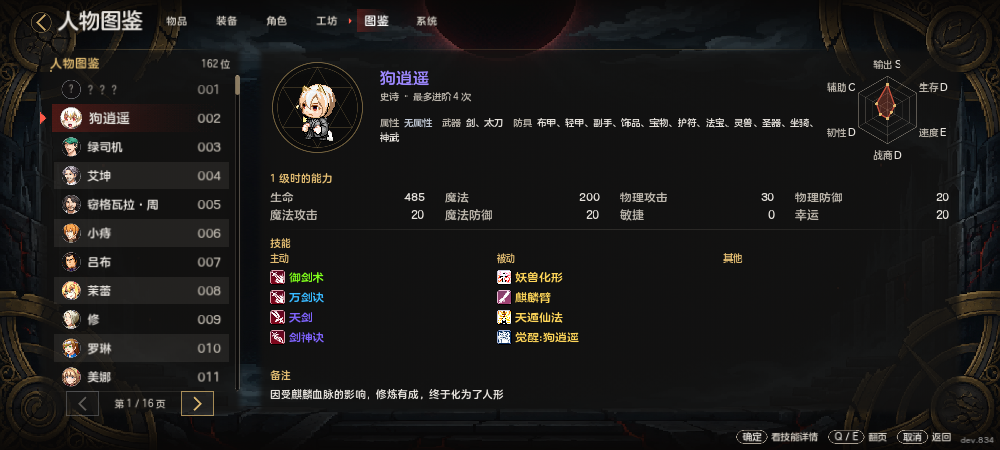 人物图鉴 物品 装备 角色 工坊 图鉴 系统
人物图鉴 162位
? ? ? ? 001
狗逍遥 002
绿司机 003
艾坤 004
窃格瓦拉·周 005
小痔 006
吕布 007
茉蕾 008
修 009
罗琳 010
美娜 011
第1/16页
狗逍遥
史诗 · 最多进阶4次
属性 无属性 武器 剑、太刀 防具 布甲、轻甲、副手、饰品、宝物、护符、法宝、灵兽、圣器、坐骑、
神武
输出S
辅助C 生存D
韧性D 速度E
战商D
1级时的能力
生命 485 魔法 200 物理攻击 30 物理防御 20
魔法攻击 20 魔法防御 20 敏捷 0 幸运 20
技能
主动 被动 其他
御剑术 妖兽化形
万剑诀 麒麟臂
天剑 天遁仙法
剑神诀 觉醒:狗逍遥
备注
因受麒麟血脉的影响，修炼有成，终于化为了人形
确定 看技能详情 Q/E 翻页 取消 返回 dev.834